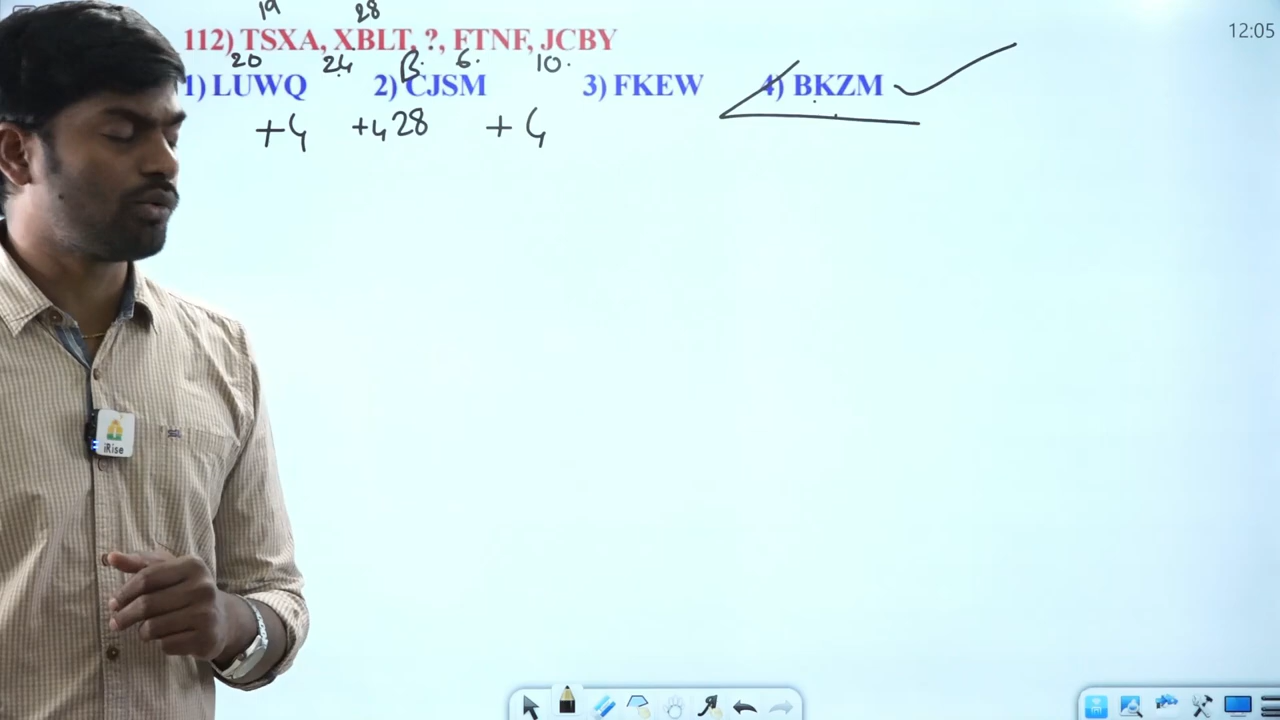 19 28
12:05
112) TSXA, XBLT, ?, FTNF, JCBY
20 24 B 6. 10.
1) LUWQ 2) CJSM 3) FKEW 4) BKZM
+4 +4 28 +4
iRise